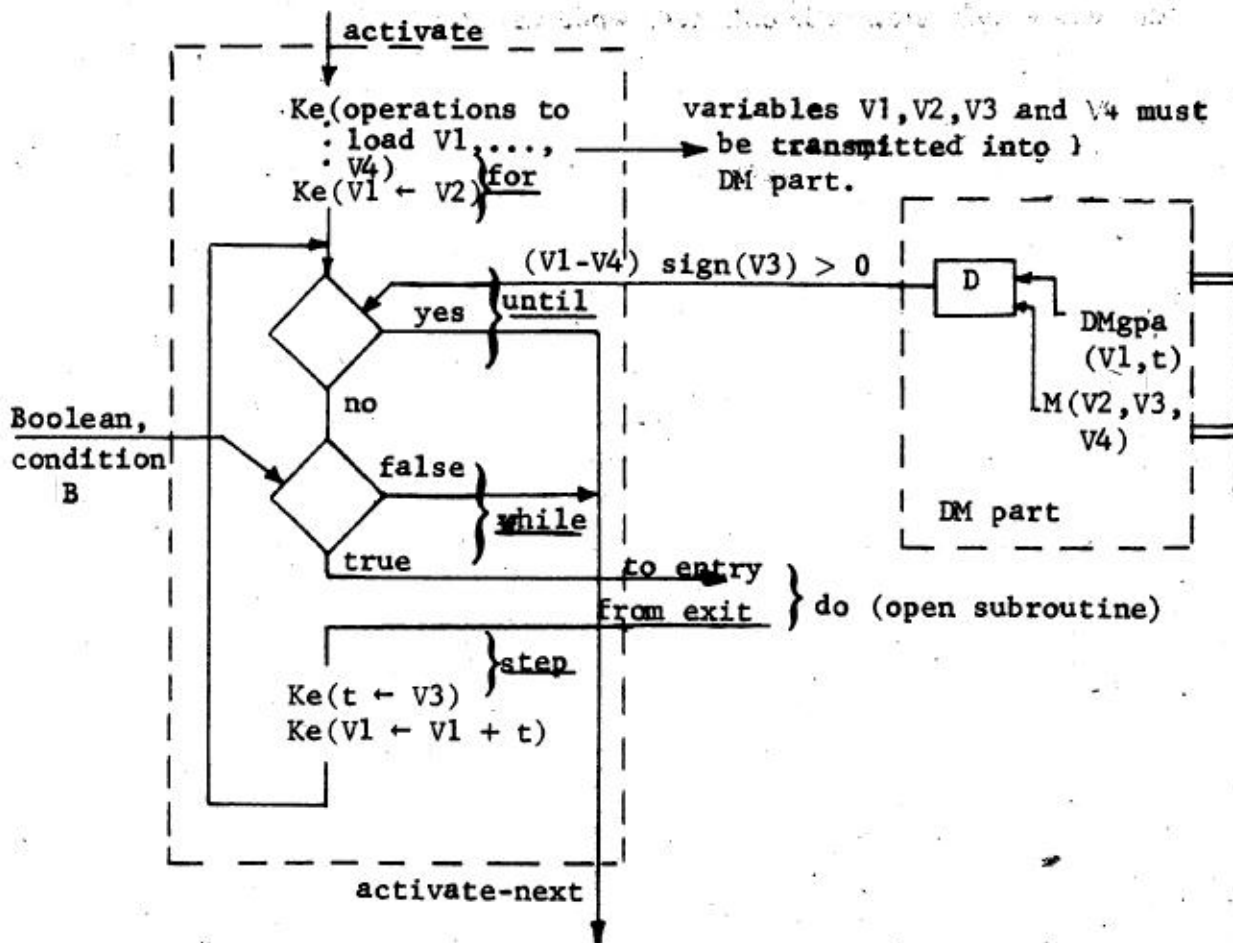 activate
Ke(operations to
load V1,...,
V4)
Ke(V1 ← V2)
for
variables V1,V2,V3 and V4 must
be transmitted into }
DM part.
(V1-V4) sign(V3) > 0
D
yes
until
DMgpa
(V1,t)
M(V2,V3,
V4)
DM part
no
Boolean,
condition
B
false
while
true
to entry
from exit
do (open subroutine)
step
Ke(t ← V3)
Ke(V1 ← V1 + t)
activate-next